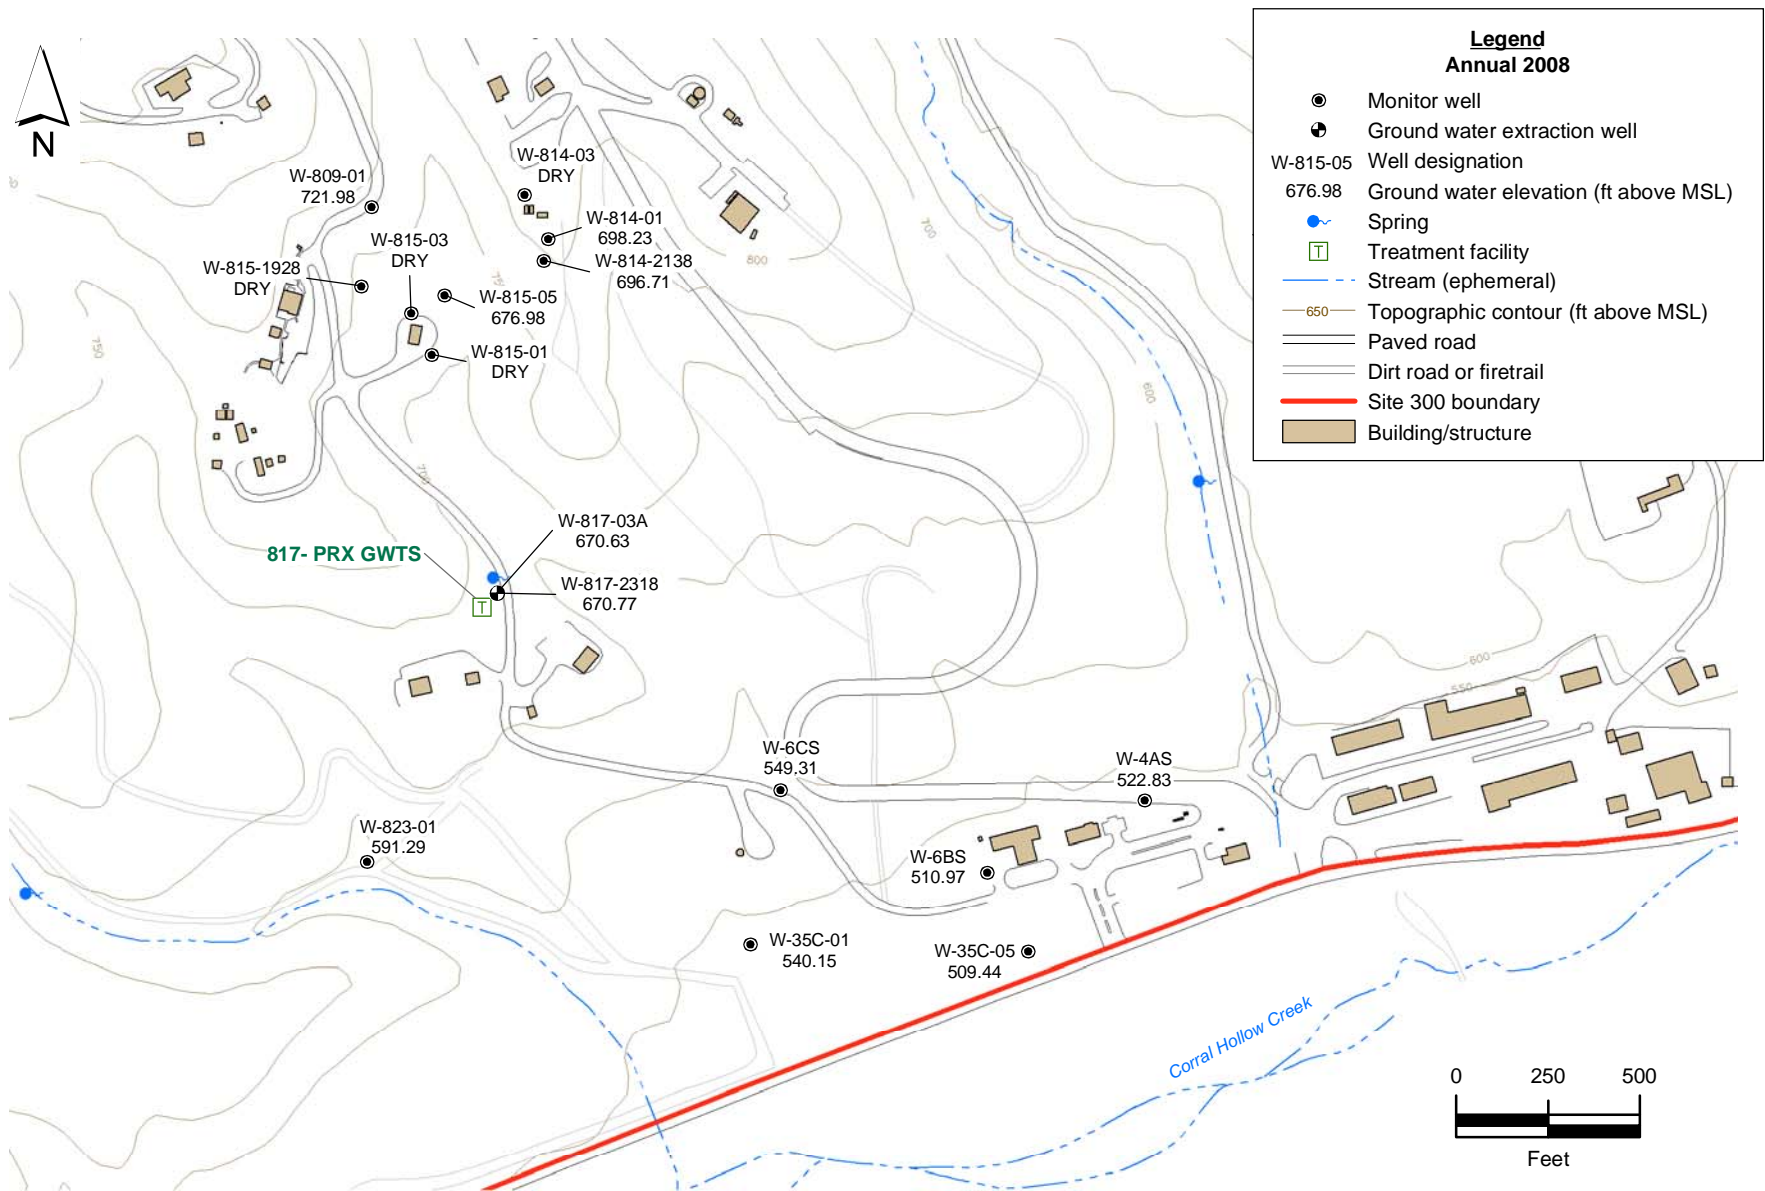 Legend
Annual 2008
Monitor well
Ground water extraction well
W-815-05 Well designation
676.98 Ground water elevation (ft above MSL)
Spring
T Treatment facility
Stream (ephemeral)
650 Topographic contour (ft above MSL)
Paved road
Dirt road or firetrail
Site 300 boundary
Building/structure
N
W-814-03
DRY
W-809-01
721.98
W-814-01
698.23
W-815-03
DRY
W-814-2138
696.71
W-815-1928
DRY
W-815-05
676.98
W-815-01
DRY
700
800
750
600
700
W-817-03A
670.63
817- PRX GWTS
W-817-2318
670.77
T
600
550
W-6CS
549.31
W-4AS
522.83
W-823-01
591.29
W-6BS
510.97
W-35C-01
540.15
W-35C-05
509.44
Corral Hollow Creek
0 250 500
Feet